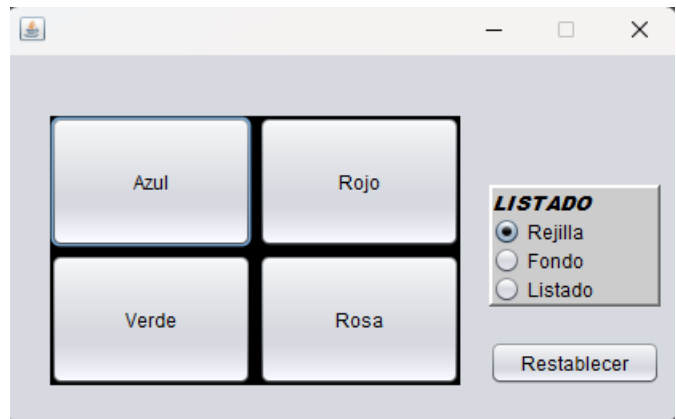 Azul
Rojo
Verde
Rosa
LISTADO
Rejilla
Fondo
Listado
Restablecer